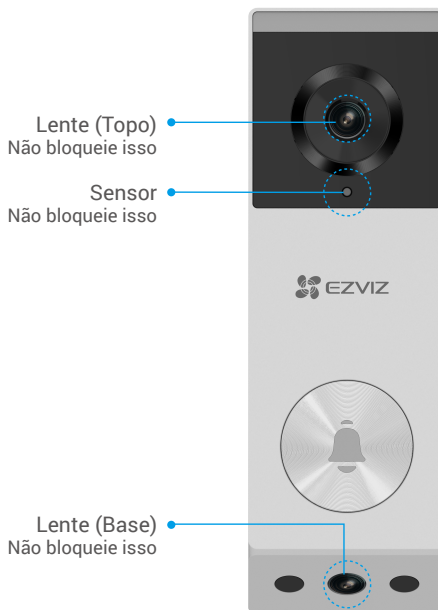 Lente (Topo)
Não bloqueie isso
Sensor
Não bloqueie isso
EZVIZ
Lente (Base)
Não bloqueie isso